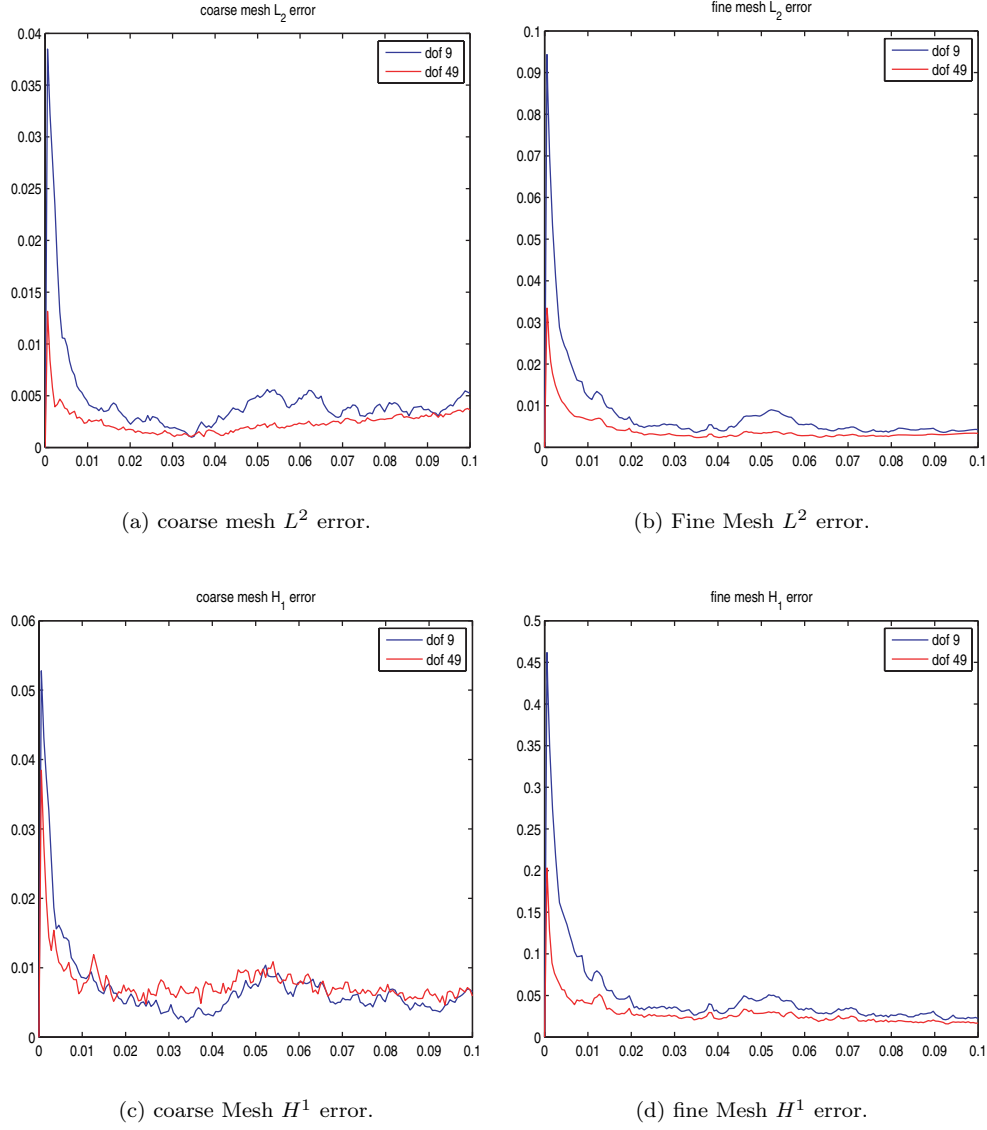 coarse mesh L₂ error
0.04
0.035
0.03
0.025
0.02
0.015
0.01
0.005
0
0 0.01 0.02 0.03 0.04 0.05 0.06 0.07 0.08 0.09 0.1
dof 9
dof 49
(a) coarse mesh L² error.
fine mesh L₂ error
0.1
0.09
0.08
0.07
0.06
0.05
0.04
0.03
0.02
0.01
0
0 0.01 0.02 0.03 0.04 0.05 0.06 0.07 0.08 0.09 0.1
dof 9
dof 49
(b) Fine Mesh L² error.
coarse mesh H₁ error
0.06
0.05
0.04
0.03
0.02
0.01
0
0 0.01 0.02 0.03 0.04 0.05 0.06 0.07 0.08 0.09 0.1
dof 9
dof 49
(c) coarse Mesh H¹ error.
fine mesh H₁ error
0.5
0.45
0.4
0.35
0.3
0.25
0.2
0.15
0.1
0.05
0
0 0.01 0.02 0.03 0.04 0.05 0.06 0.07 0.08 0.09 0.1
dof 9
dof 49
(d) fine Mesh H¹ error.